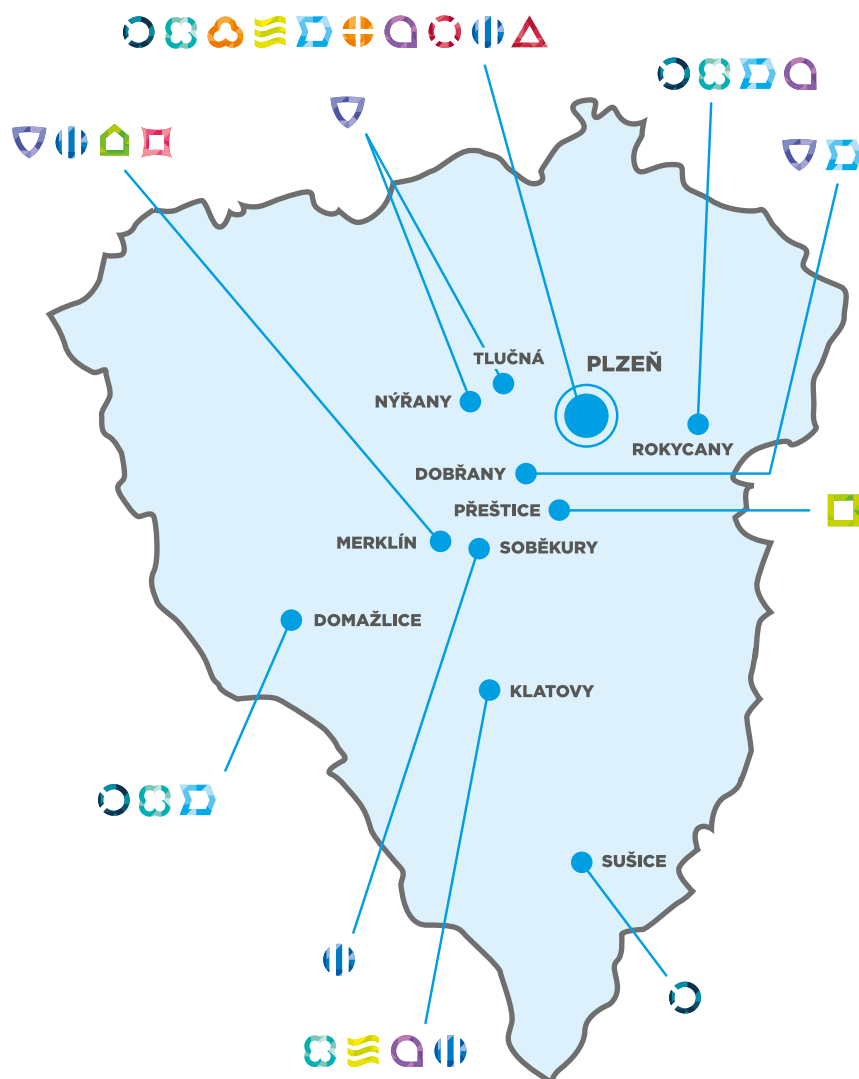 TLUČNÁ
PLZEŇ
NÝŘANY
ROKYCANY
DOBŘANY
PŘEŠTICE
MERKLÍN
SOBĚKURY
DOMAŽLICE
KLATOVY
SUŠICE